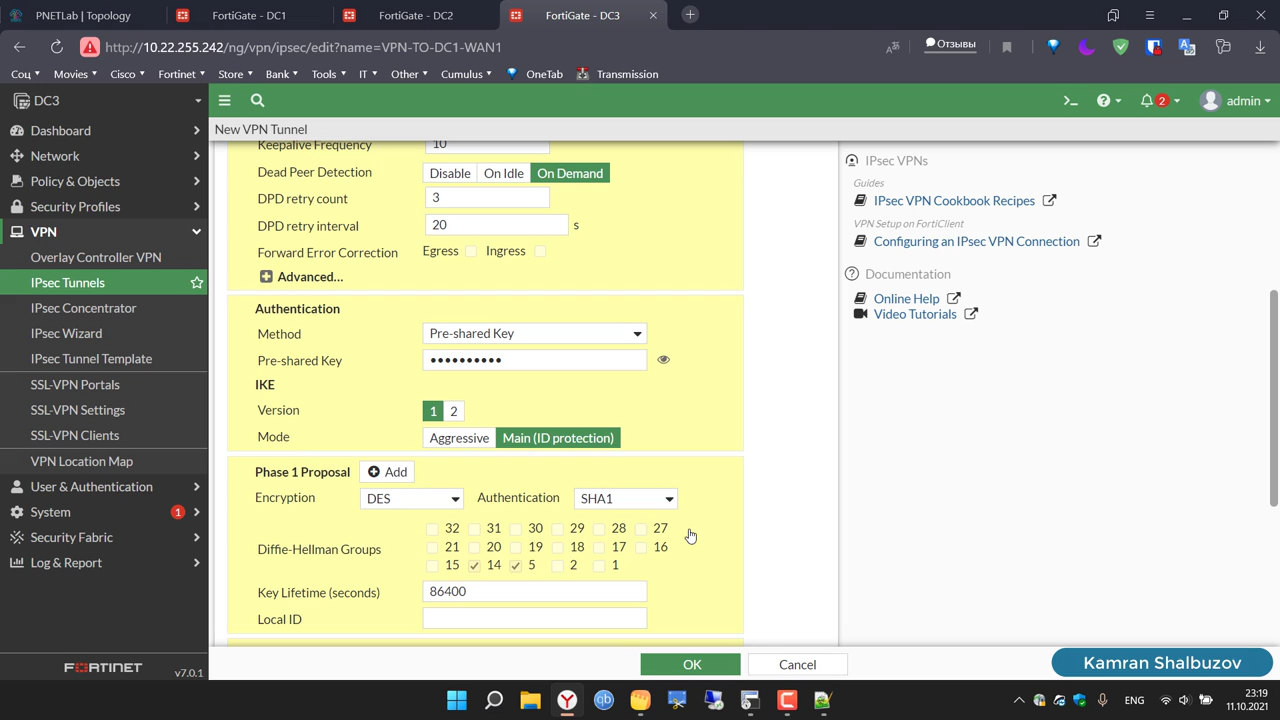 PNETLab | Topology
FortiGate - DC1
FortiGate - DC2
FortiGate - DC3
http://10.22.255.242/ng/vpn/ipsec/edit?name=VPN-TO-DC1-WAN1
Отзывы
Соц
Movies
Cisco
Fortinet
Store
Bank
Tools
IT
Other
Cumulus
OneTab
Transmission
DC3
2
admin
Dashboard
Network
Policy & Objects
Security Profiles
VPN
Overlay Controller VPN
IPsec Tunnels
IPsec Concentrator
IPsec Wizard
IPsec Tunnel Template
SSL-VPN Portals
SSL-VPN Settings
SSL-VPN Clients
VPN Location Map
User & Authentication
System 1
Security Fabric
Log & Report
FORTINET v7.0.1
New VPN Tunnel
Keepalive Frequency 10
Dead Peer Detection Disable On Idle On Demand
DPD retry count 3
DPD retry interval 20 s
Forward Error Correction Egress Ingress
Advanced...
Authentication
Method Pre-shared Key
Pre-shared Key ••••••••••
IKE
Version 1 2
Mode Aggressive Main (ID protection)
Phase 1 Proposal Add
Encryption DES Authentication SHA1
32 31 30 29 28 27
Diffie-Hellman Groups 21 20 19 18 17 16
15 14 5 2 1
Key Lifetime (seconds) 86400
Local ID
OK Cancel
IPsec VPNs
Guides
IPsec VPN Cookbook Recipes
VPN Setup on FortiClient
Configuring an IPsec VPN Connection
Documentation
Online Help
Video Tutorials
Kamran Shalbuzov
qb
ENG
23:19
11.10.2021